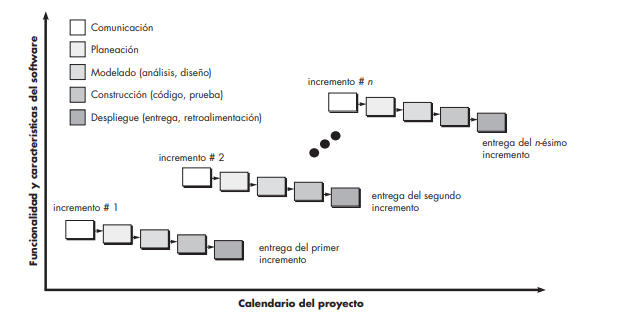 Funcionalidad y características del software
Comunicación
Planeación
Modelado (análisis, diseño)
Construcción (código, prueba)
Despliegue (entrega, retroalimentación)
incremento # n
entrega del n-ésimo
incremento
incremento # 2
entrega del segundo
incremento
incremento # 1
entrega del primer
incremento
Calendario del proyecto